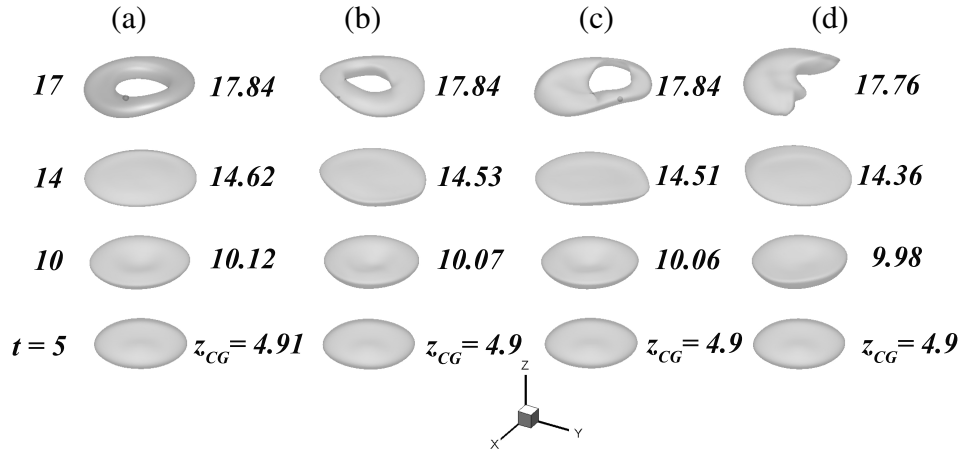 (a) (b) (c) (d)
17 17.84 17.84 17.84 17.76
14 14.62 14.53 14.51 14.36
10 10.12 10.07 10.06 9.98
t = 5 z_CG = 4.91 z_CG = 4.9 z_CG = 4.9 z_CG = 4.9
Z
X Y